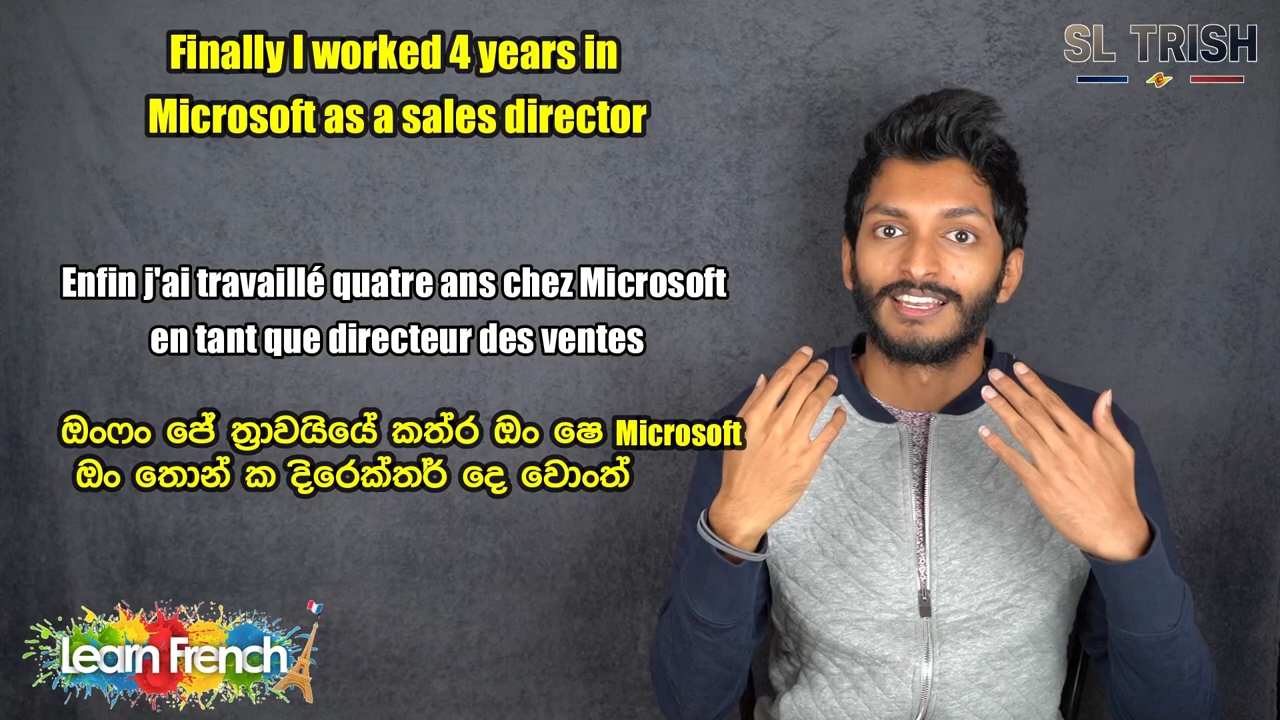 SL TRISH
Finally I worked 4 years in
Microsoft as a sales director
Enfin j'ai travaillé quatre ans chez Microsoft
en tant que directeur des ventes
ඔංෆං ජේ ත්‍රාවයියේ කත්ර ඔං ෂෙ Microsoft
ඔං තොන් ක දිරෙක්තර් දෙ වොංත්
Learn French